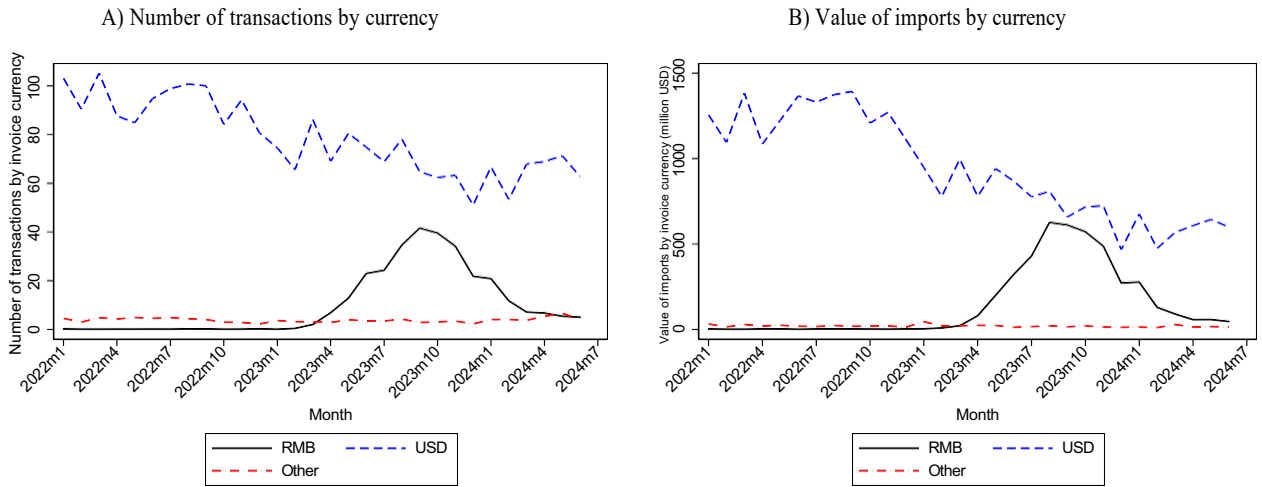 A) Number of transactions by currency
Number of transactions by invoice currency
100
80
60
40
20
0
2022m1
2022m4
2022m7
2022m10
2023m1
2023m4
2023m7
2023m10
2024m1
2024m4
2024m7
Month
RMB
USD
Other
B) Value of imports by currency
Value of imports by invoice currency (million USD)
1500
1000
500
0
2022m1
2022m4
2022m7
2022m10
2023m1
2023m4
2023m7
2023m10
2024m1
2024m4
2024m7
Month
RMB
USD
Other